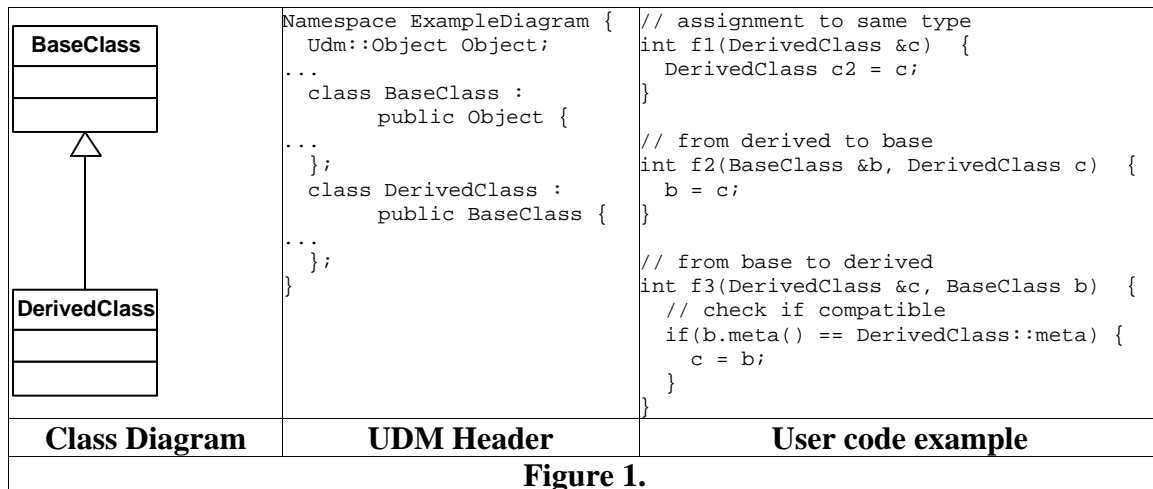 BaseClass
DerivedClass
Namespace ExampleDiagram {
Udm::Object Object;
...
class BaseClass :
public Object {
...
};
class DerivedClass :
public BaseClass {
...
};
}
// assignment to same type
int f1(DerivedClass &c)  {
DerivedClass c2 = c;
}
// from derived to base
int f2(BaseClass &b, DerivedClass c)  {
b = c;
}
// from base to derived
int f3(DerivedClass &c, BaseClass b)  {
// check if compatible
if(b.meta() == DerivedClass::meta) {
c = b;
}
}
Class Diagram
UDM Header
User code example
Figure 1.